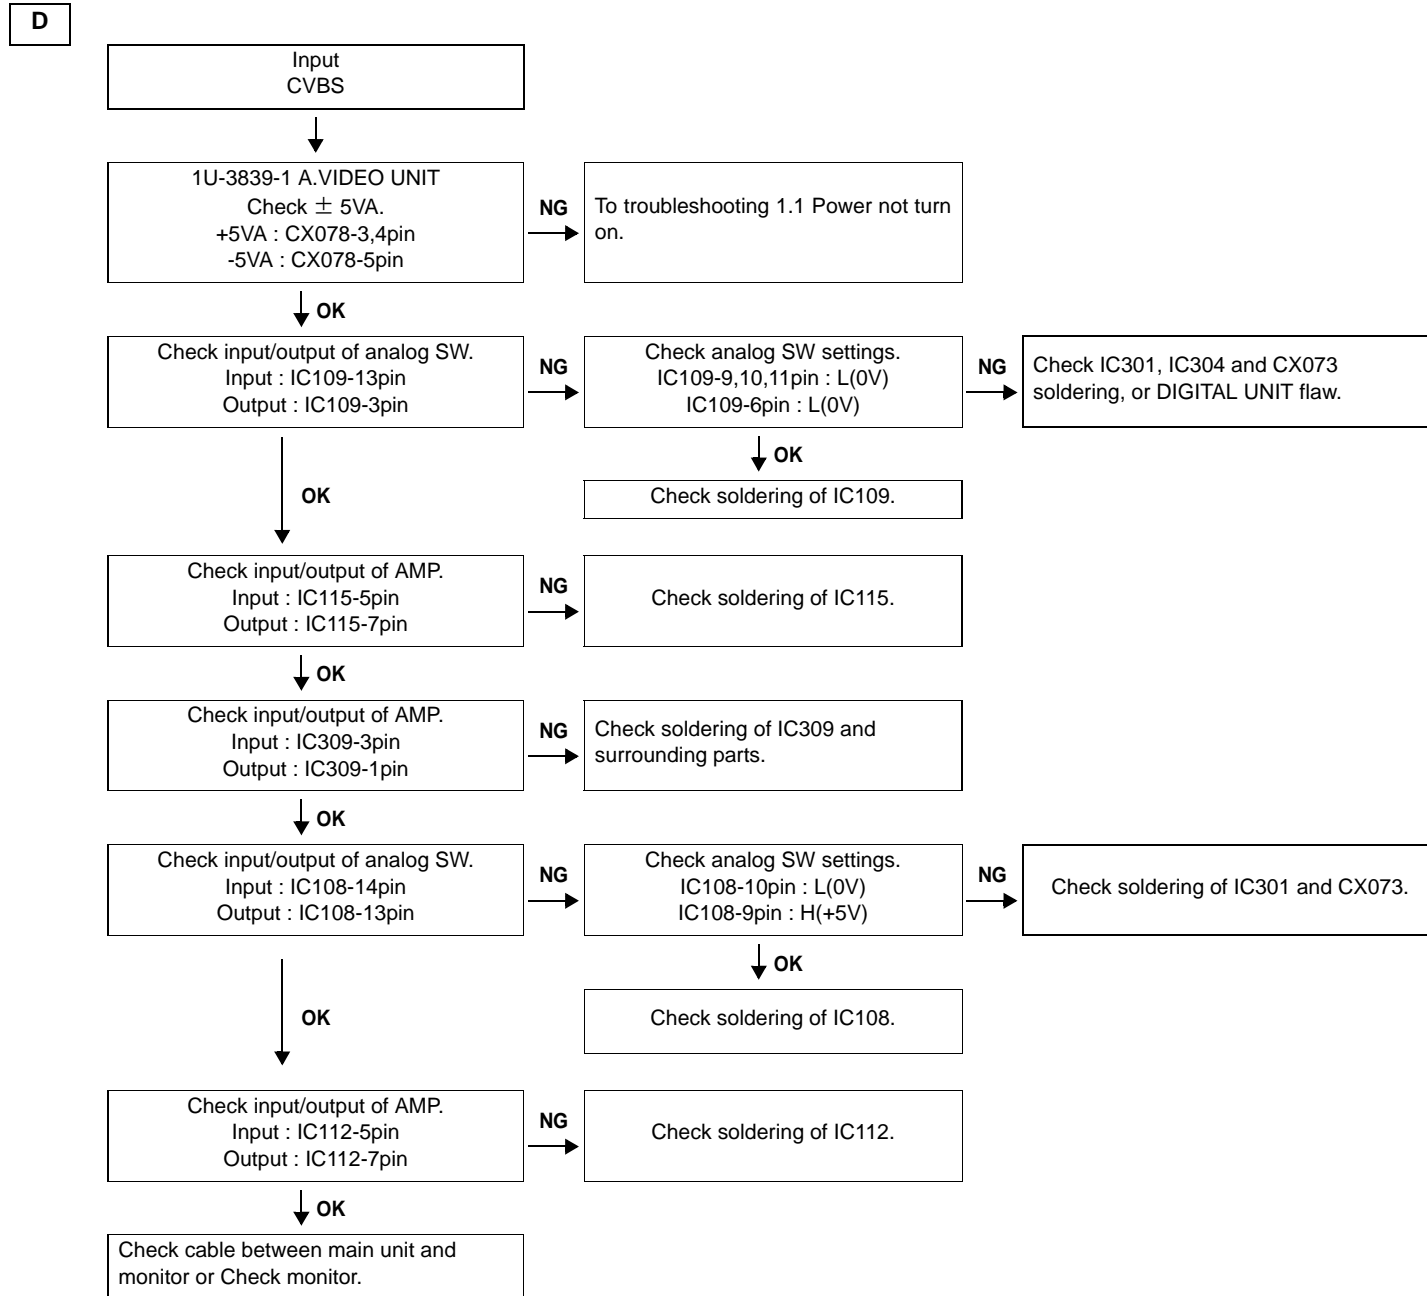 D
Input
CVBS
1U-3839-1 A.VIDEO UNIT
Check ± 5VA.
+5VA : CX078-3,4pin
-5VA : CX078-5pin
NG
To troubleshooting 1.1 Power not turn
on.
OK
Check input/output of analog SW.
Input : IC109-13pin
Output : IC109-3pin
NG
Check analog SW settings.
IC109-9,10,11pin : L(0V)
IC109-6pin : L(0V)
NG
Check IC301, IC304 and CX073
soldering, or DIGITAL UNIT flaw.
OK
Check soldering of IC109.
OK
Check input/output of AMP.
Input : IC115-5pin
Output : IC115-7pin
NG
Check soldering of IC115.
OK
Check input/output of AMP.
Input : IC309-3pin
Output : IC309-1pin
NG
Check soldering of IC309 and
surrounding parts.
OK
Check input/output of analog SW.
Input : IC108-14pin
Output : IC108-13pin
NG
Check analog SW settings.
IC108-10pin : L(0V)
IC108-9pin : H(+5V)
NG
Check soldering of IC301 and CX073.
OK
Check soldering of IC108.
OK
Check input/output of AMP.
Input : IC112-5pin
Output : IC112-7pin
NG
Check soldering of IC112.
OK
Check cable between main unit and
monitor or Check monitor.